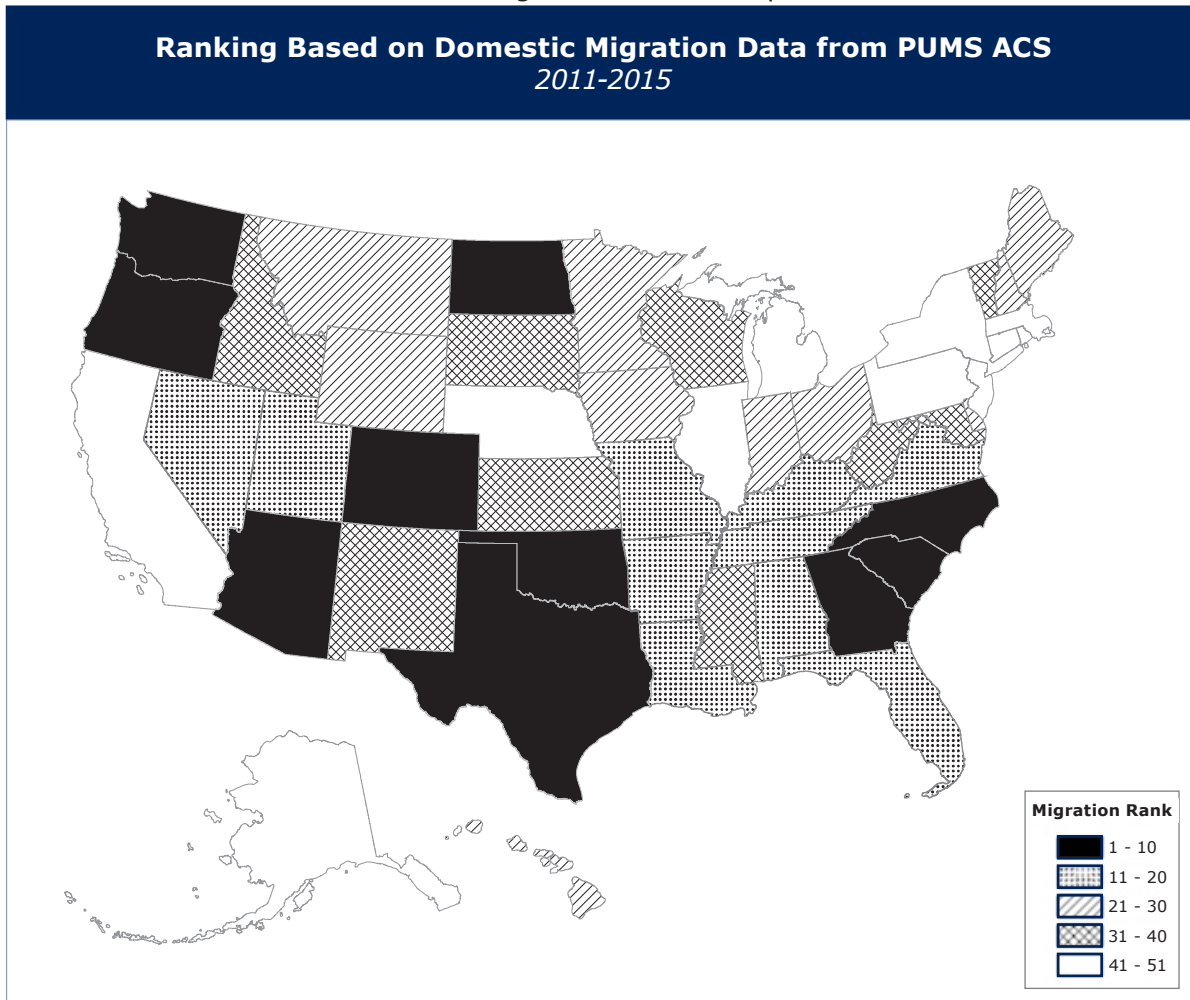 Ranking Based on Domestic Migration Data from PUMS ACS
2011-2015
Migration Rank
1 - 10
11 - 20
21 - 30
31 - 40
41 - 51